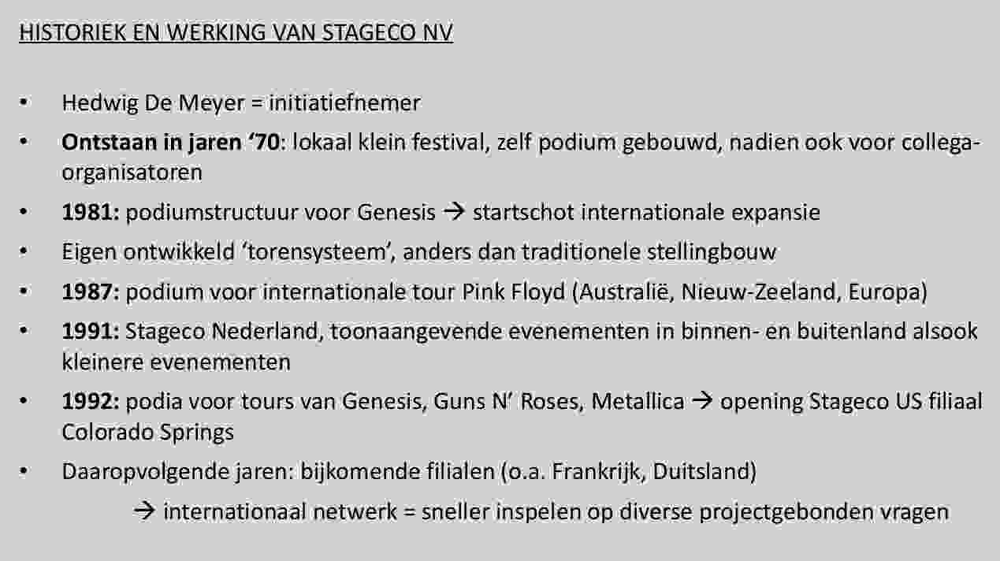 HISTORIEK EN WERKING VAN STAGECO NV
• Hedwig De Meyer = initiatiefnemer
• Ontstaan in jaren ‘70: lokaal klein festival, zelf podium gebouwd, nadien ook voor collega-
organisatoren
• 1981: podiumstructuur voor Genesis → startschot internationale expansie
• Eigen ontwikkeld ‘torensysteem’, anders dan traditionele stellingbouw
• 1987: podium voor internationale tour Pink Floyd (Australië, Nieuw-Zeeland, Europa)
• 1991: Stageco Nederland, toonaangevende evenementen in binnen- en buitenland alsook
kleinere evenementen
• 1992: podia voor tours van Genesis, Guns N’ Roses, Metallica → opening Stageco US filiaal
Colorado Springs
• Daaropvolgende jaren: bijkomende filialen (o.a. Frankrijk, Duitsland)
→ internationaal netwerk = sneller inspelen op diverse projectgebonden vragen